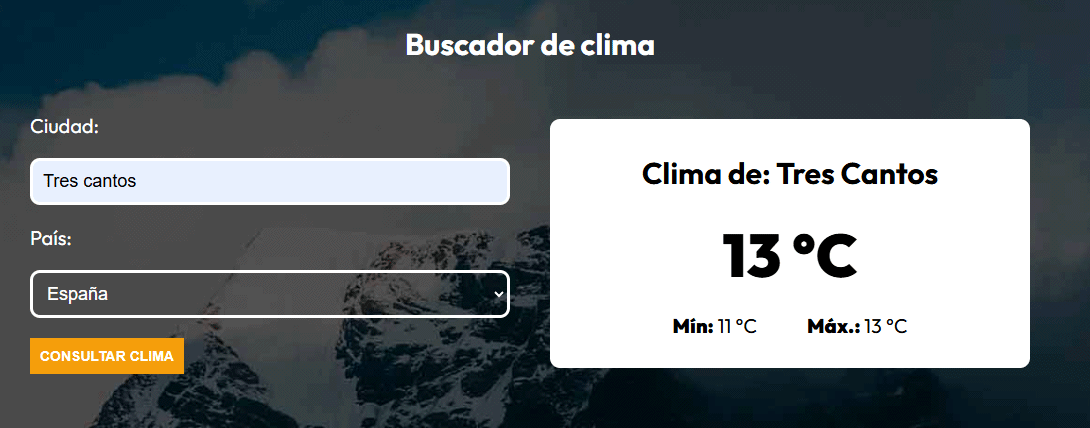 Buscador de clima
Ciudad:
Tres cantos
País:
España
CONSULTAR CLIMA
Clima de: Tres Cantos
13 °C
Mín: 11 °C Máx.: 13 °C